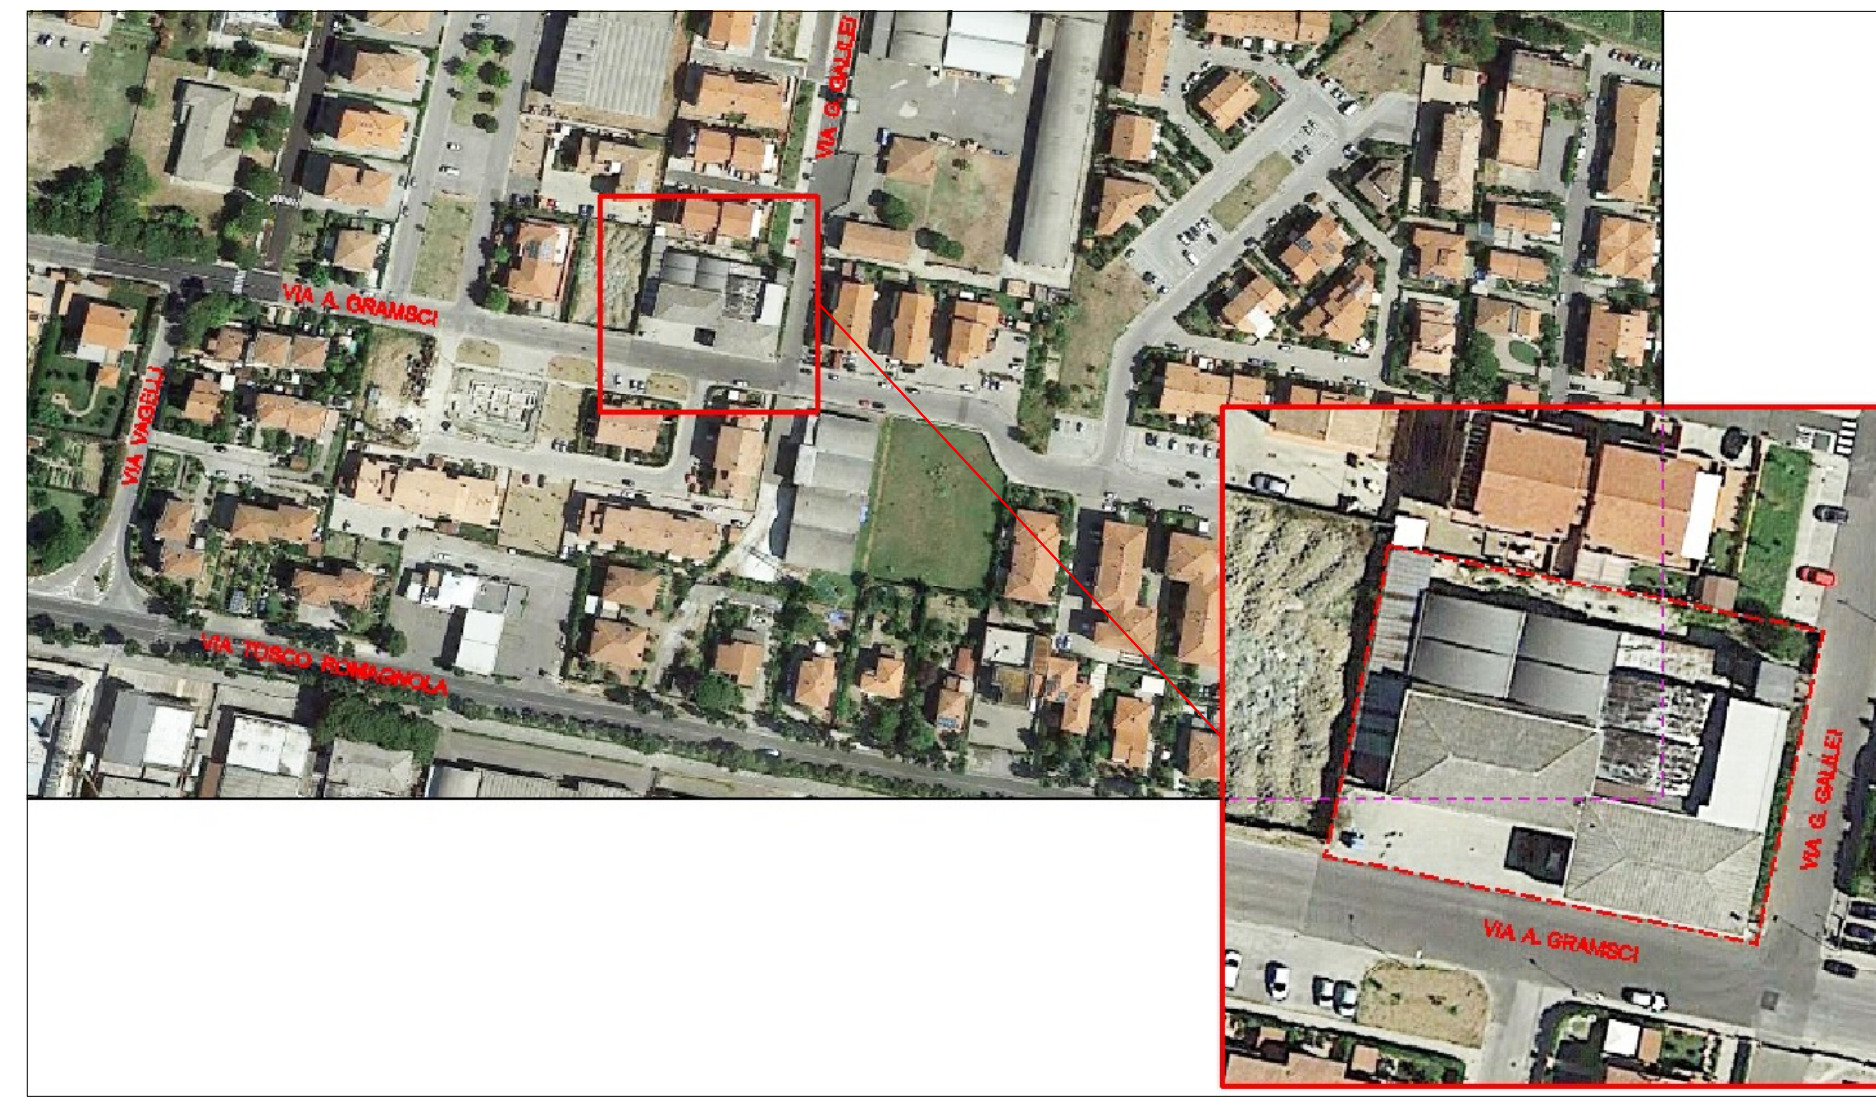 VIA G. GALILEI
VIA A. GRAMSCI
VIA VAGELLI
VIA TOSCO ROMAGNOLA
VIA G. GALILEI
VIA A. GRAMSCI